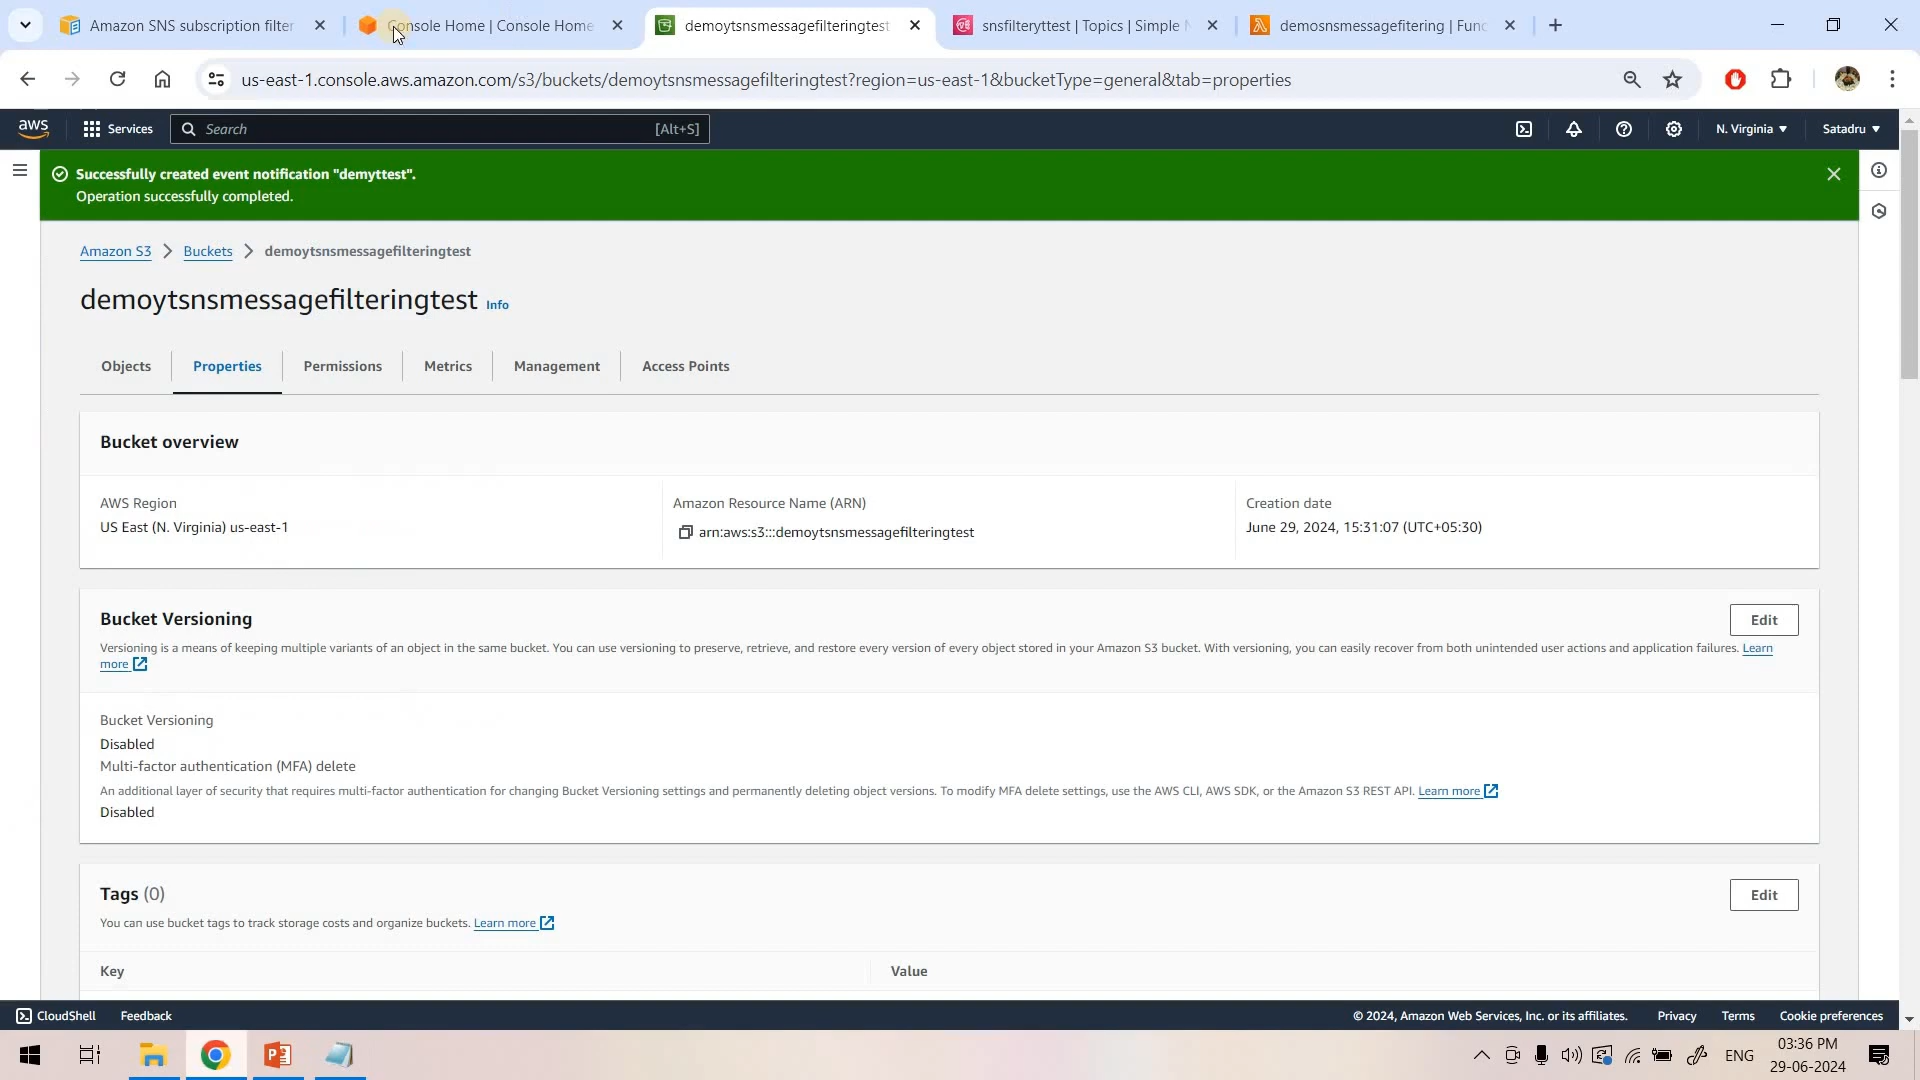 Amazon SNS subscription filter
Console Home | Console Home
demoytsnsmessagefilteringtest
snsfilteryttest | Topics | Simple N
demosnsmessagefitering | Func
us-east-1.console.aws.amazon.com/s3/buckets/demoytsnsmessagefilteringtest?region=us-east-1&bucketType=general&tab=properties
aws
Services
Search
[Alt+S]
N. Virginia
Satadru
Successfully created event notification "demyttest".
Operation successfully completed.
Amazon S3
Buckets
demoytsnsmessagefilteringtest
demoytsnsmessagefilteringtest Info
Objects
Properties
Permissions
Metrics
Management
Access Points
Bucket overview
AWS Region
US East (N. Virginia) us-east-1
Amazon Resource Name (ARN)
arn:aws:s3:::demoytsnsmessagefilteringtest
Creation date
June 29, 2024, 15:31:07 (UTC+05:30)
Bucket Versioning
Edit
Versioning is a means of keeping multiple variants of an object in the same bucket. You can use versioning to preserve, retrieve, and restore every version of every object stored in your Amazon S3 bucket. With versioning, you can easily recover from both unintended user actions and application failures. Learn
more
Bucket Versioning
Disabled
Multi-factor authentication (MFA) delete
An additional layer of security that requires multi-factor authentication for changing Bucket Versioning settings and permanently deleting object versions. To modify MFA delete settings, use the AWS CLI, AWS SDK, or the Amazon S3 REST API. Learn more
Disabled
Tags (0)
Edit
You can use bucket tags to track storage costs and organize buckets. Learn more
Key
Value
CloudShell
Feedback
© 2024, Amazon Web Services, Inc. or its affiliates.
Privacy
Terms
Cookie preferences
ENG
03:36 PM
29-06-2024